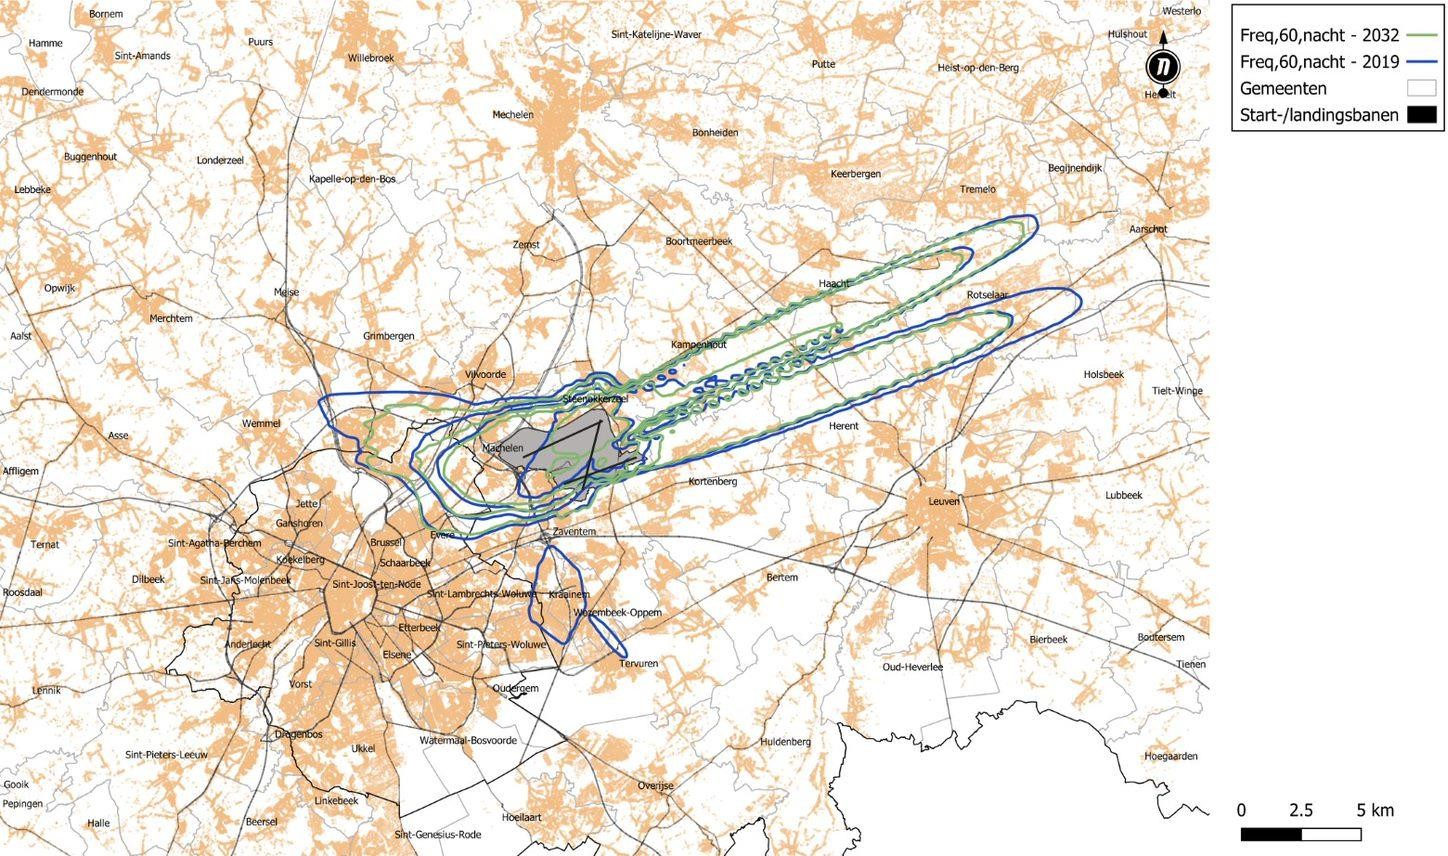 Bornem
Westerlo
Hamme
Sint-Amands
Puurs
Willebroek
Sint-Katelijne-Waver
Putte
Heist-op-den-Berg
Hulshout
n
Dendermonde
Mechelen
Bonheiden
Buggenhout
Londerzeel
Kapelle-op-den-Bos
Keerbergen
Begijnendijk
Lebbeke
Tremelo
Aarschot
Zemst
Boortmeerbeek
Opwijk
Meise
Haacht
Rotselaar
Merchtem
Aalst
Grimbergen
Kampenhout
Vilvoorde
Holsbeek
Tielt-Winge
Steenokkerzeel
Wemmel
Asse
Herent
Machelen
Affligem
Kortenberg
Jette
Leuven
Lubbeek
Ganshoren
Evere
Zaventem
Ternat
Sint-Agatha-Berchem
Brussel
Koekelberg
Schaarbeek
Dilbeek
Sint-Jans-Molenbeek
Sint-Joost-ten-Node
Bertem
Roosdaal
Sint-Lambrechts-Woluwe
Kraainem
Wezembeek-Oppem
Etterbeek
Anderlecht
Sint-Gillis
Sint-Pieters-Woluwe
Bierbeek
Boutersem
Elsene
Tervuren
Oud-Heverlee
Tienen
Lennik
Vorst
Oudergem
Drogenbos
Sint-Pieters-Leeuw
Ukkel
Watermaal-Bosvoorde
Huldenberg
Hoegaarden
Gooik
Overijse
Pepingen
Linkebeek
Halle
Beersel
Hoeilaart
Sint-Genesius-Rode
Freq,60,nacht - 2032
Freq,60,nacht - 2019
Gemeenten
Start-/landingsbanen
0 2.5 5 km